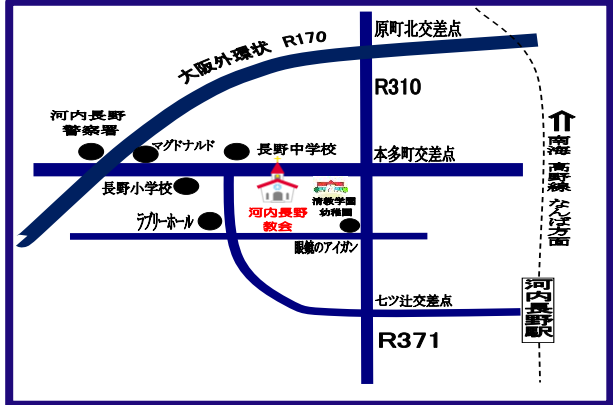 原町北交差点
大阪外環状 R170
R310
河内長野
警察署
マグドナルド
長野中学校
本多町交差点
長野小学校
清教学園
幼稚園
河内長野
教会
ラブリーホール
眼鏡のアイガン
南海 高野線 なんば方面
七ツ辻交差点
河内長野駅
R371